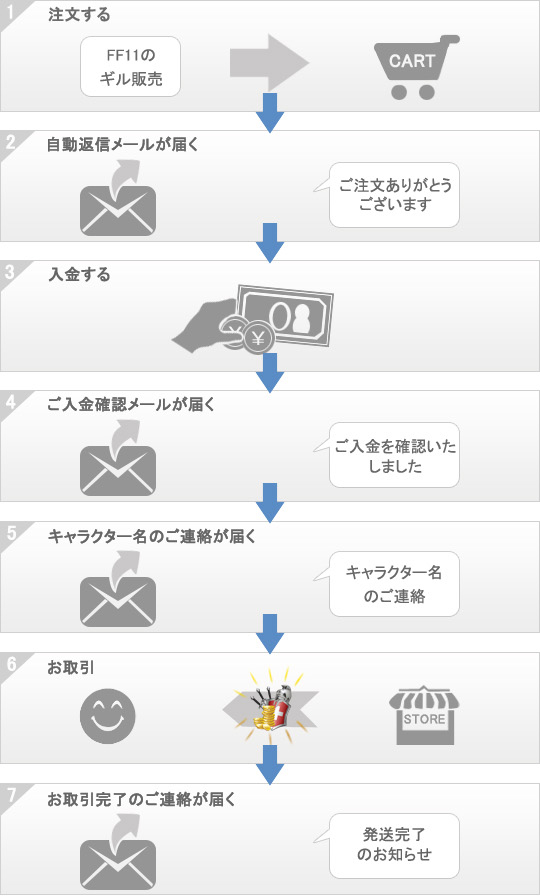 1 注文する
FF11の
ギル販売
CART
2 自動返信メールが届く
ご注文ありがとう
ございます
3 入金する
¥ ¥
4 ご入金確認メールが届く
ご入金を確認いた
しました
5 キャラクター名のご連絡が届く
キャラクター名
のご連絡
6 お取引
STORE
7 お取引完了のご連絡が届く
発送完了
のお知らせ